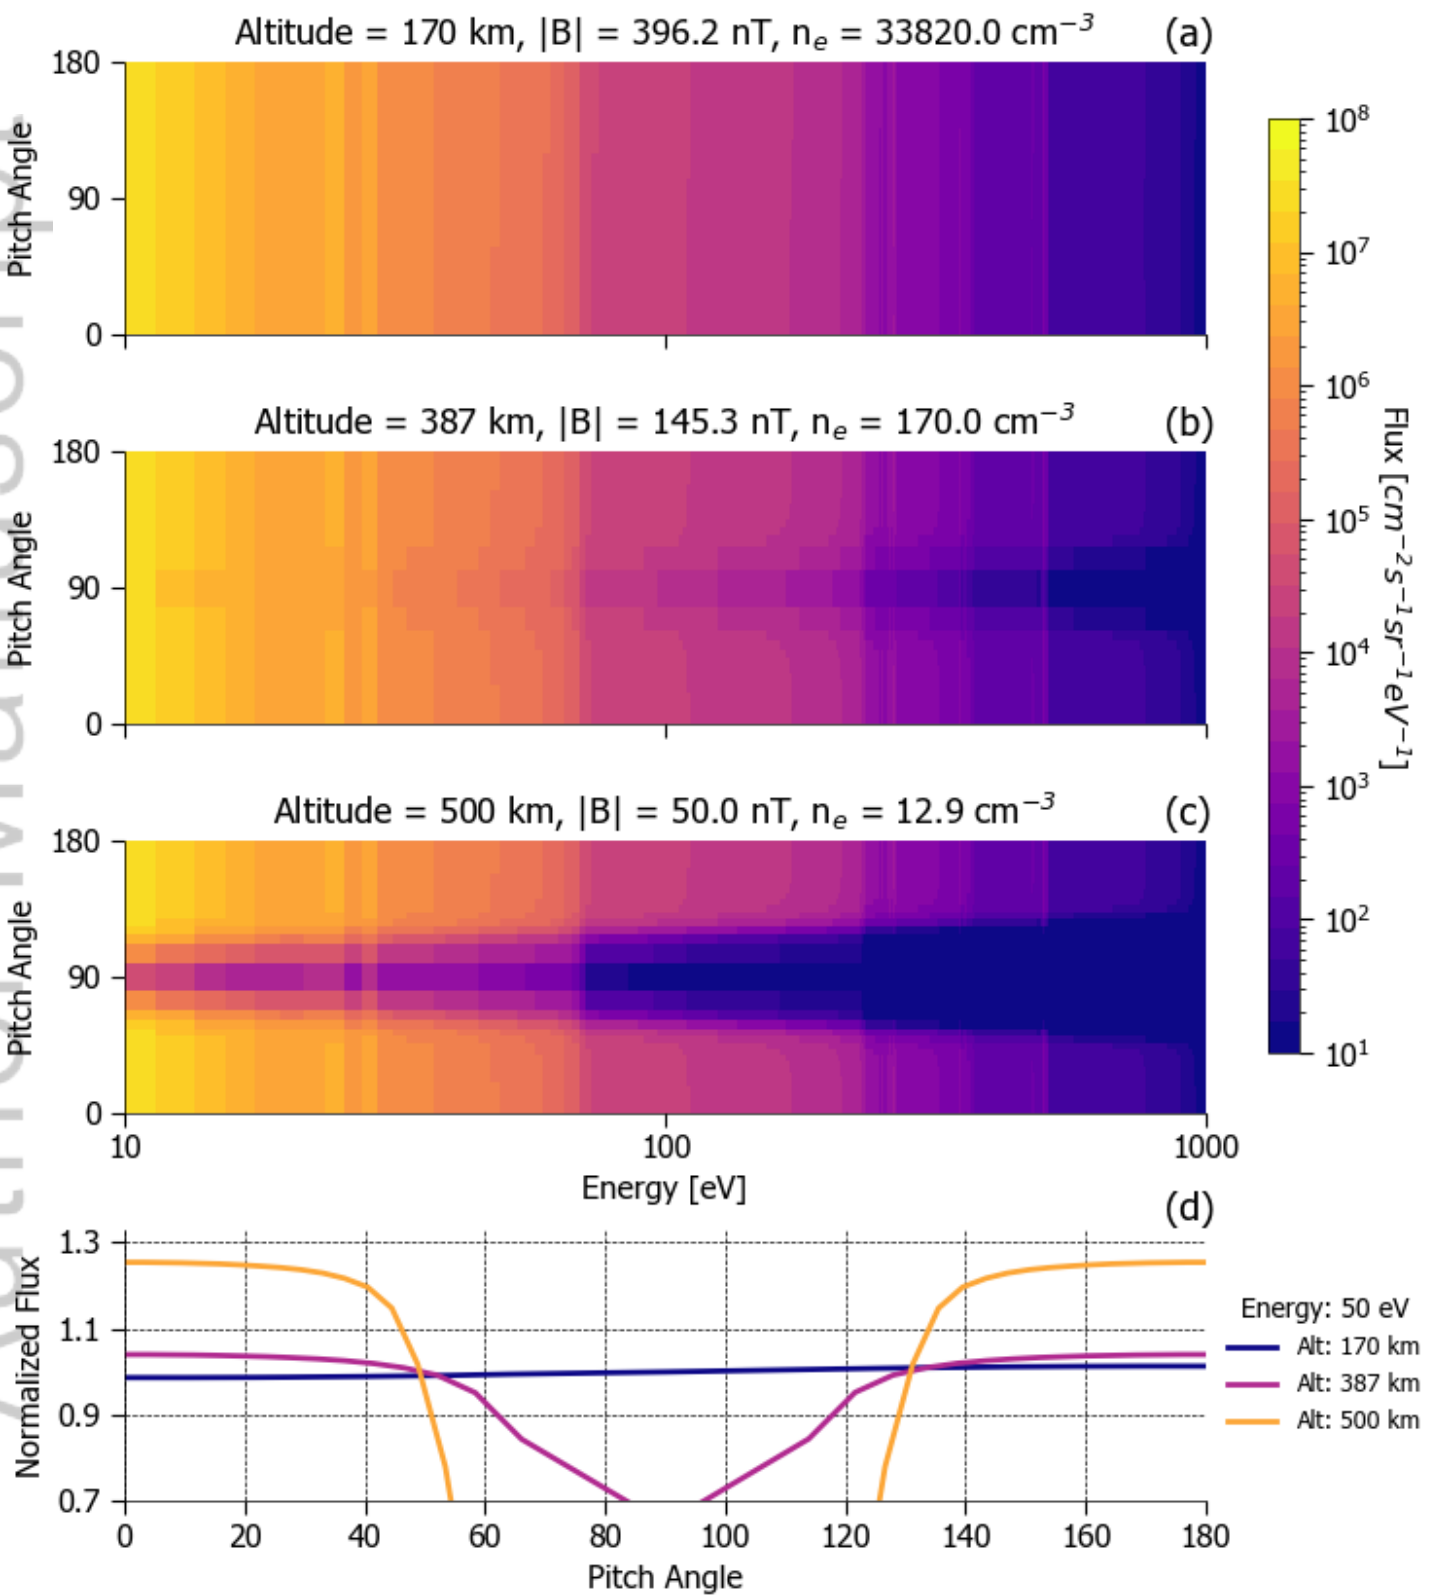 Altitude = 170 km, |B| = 396.2 nT, nₑ = 33820.0 cm⁻³ (a)
180
90
0
Pitch Angle
Altitude = 387 km, |B| = 145.3 nT, nₑ = 170.0 cm⁻³ (b)
180
90
0
Pitch Angle
Altitude = 500 km, |B| = 50.0 nT, nₑ = 12.9 cm⁻³ (c)
180
90
0
Pitch Angle
10 100 1000
Energy [eV]
10⁸
10⁷
10⁶
10⁵
10⁴
10³
10²
10¹
Flux [cm⁻²s⁻¹sr⁻¹eV⁻¹]
(d)
1.3
1.1
0.9
0.7
Normalized Flux
0 20 40 60 80 100 120 140 160 180
Pitch Angle
Energy: 50 eV
Alt: 170 km
Alt: 387 km
Alt: 500 km